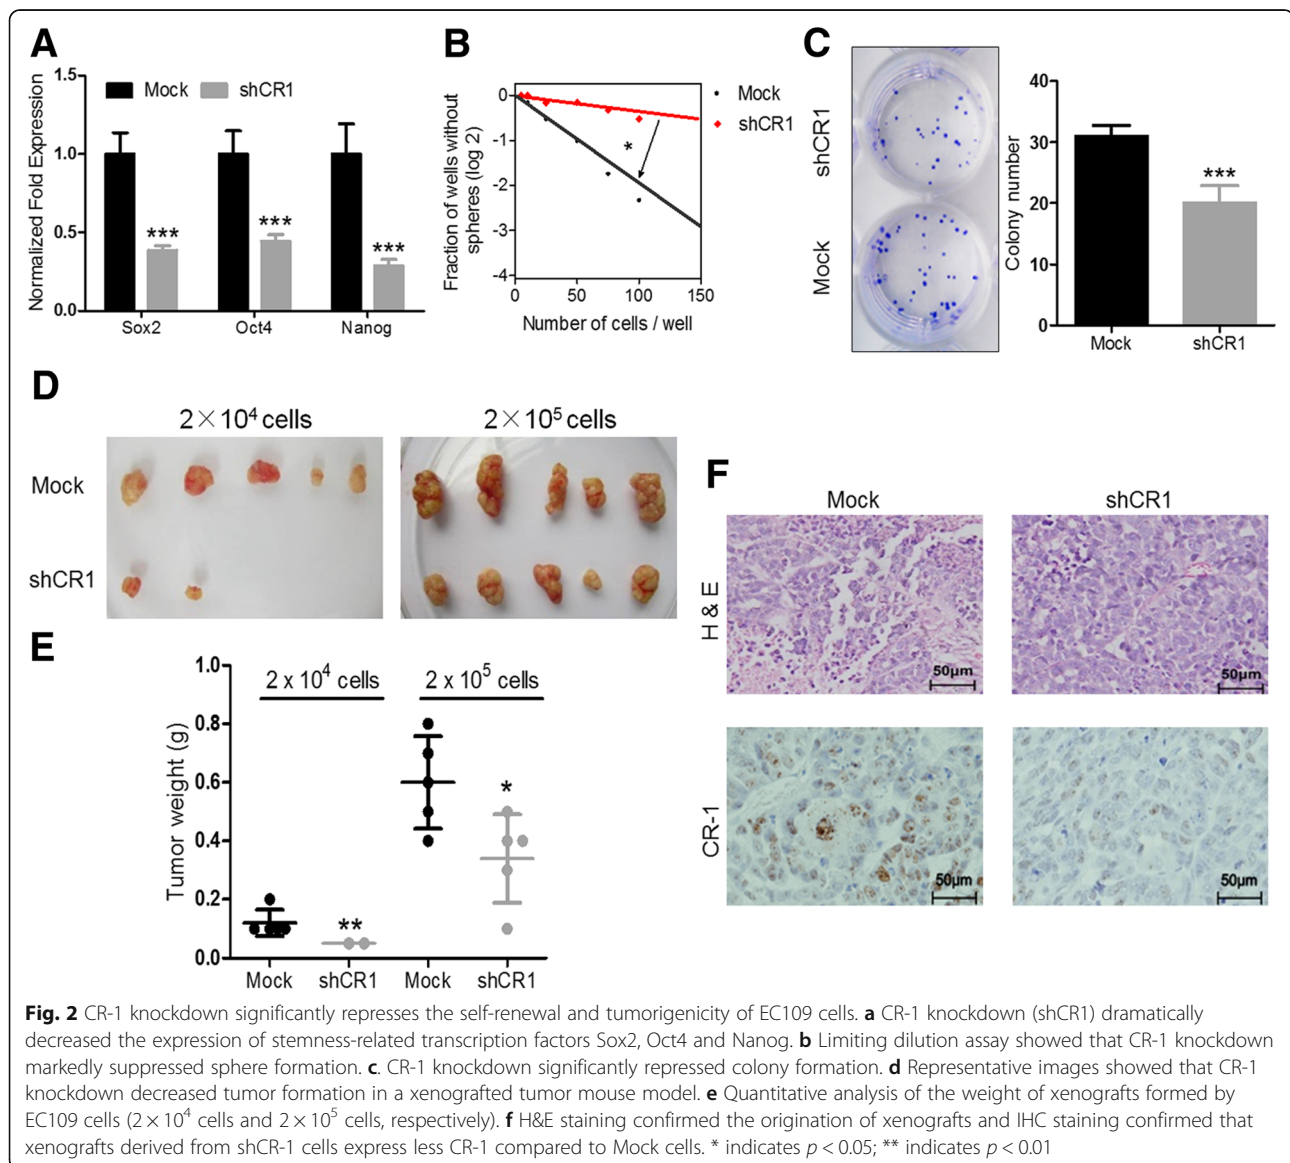 A
Normalized Fold Expression
1.5
1.0
0.5
0.0
Mock
shCR1
***
***
***
Sox2
Oct4
Nanog
B
Fraction of wells without
spheres (log 2)
0
-1
-2
-3
-4
*
0
50
100
150
Number of cells / well
Mock
shCR1
C
shCR1
Mock
Colony number
40
30
20
10
0
***
Mock
shCR1
D
2×10⁴ cells
2×10⁵ cells
Mock
shCR1
E
Tumor weight (g)
1.0
0.8
0.6
0.4
0.2
0.0
2 x 10⁴ cells
2 x 10⁵ cells
**
*
Mock
shCR1
Mock
shCR1
F
Mock
shCR1
H & E
50µm
50µm
CR-1
50µm
50µm
Fig. 2 CR-1 knockdown significantly represses the self-renewal and tumorigenicity of EC109 cells. a CR-1 knockdown (shCR1) dramatically
decreased the expression of stemness-related transcription factors Sox2, Oct4 and Nanog. b Limiting dilution assay showed that CR-1 knockdown
markedly suppressed sphere formation. c. CR-1 knockdown significantly repressed colony formation. d Representative images showed that CR-1
knockdown decreased tumor formation in a xenografted tumor mouse model. e Quantitative analysis of the weight of xenografts formed by
EC109 cells (2 × 10⁴ cells and 2 × 10⁵ cells, respectively). f H&E staining confirmed the origination of xenografts and IHC staining confirmed that
xenografts derived from shCR-1 cells express less CR-1 compared to Mock cells. * indicates p < 0.05; ** indicates p < 0.01